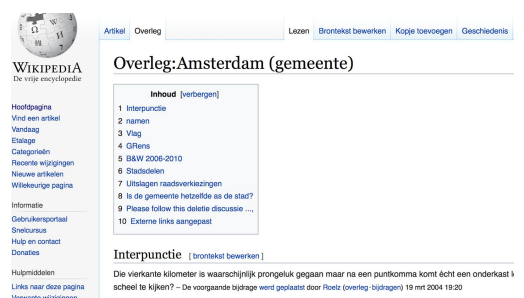 Ω
W
И
WIKIPEDIA
De vrije encyclopedie
Hoofdpagina
Vind een artikel
Vandaag
Etalage
Categorieën
Recente wijzigingen
Nieuwe artikelen
Willekeurige pagina
Informatie
Gebruikersportaal
Snelcursus
Hulp en contact
Donaties
Hulpmiddelen
Links naar deze pagina
Verwante wijzigingen
Artikel Overleg Lezen Brontekst bewerken Kopje toevoegen Geschiedenis
Overleg:Amsterdam (gemeente)
Inhoud [verbergen]
1 Interpunctie
2 namen
3 Vlag
4 GRens
5 B&W 2006-2010
6 Stadsdelen
7 Uitslagen raadsverkiezingen
8 Is de gemeente hetzelfde as de stad?
9 Please follow this deletie discussie ...,
10 Externe links aangepast
Interpunctie [ brontekst bewerken ]
Die vierkante kilometer is waarschijnlijk prongeluk gegaan maar na een puntkomma komt écht een onderkast
scheel te kijken? – De voorgaande bijdrage werd geplaatst door Roelz (overleg · bijdragen) 19 mrt 2004 19:20